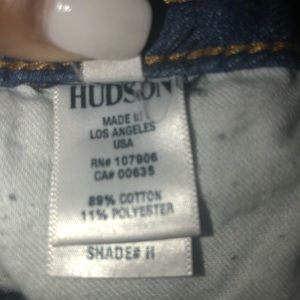 HUDSON
MADE IN
LOS ANGELES
USA
RN# 107906
CA# 00635
89% COTTON
11% POLYESTER
SHADE# H